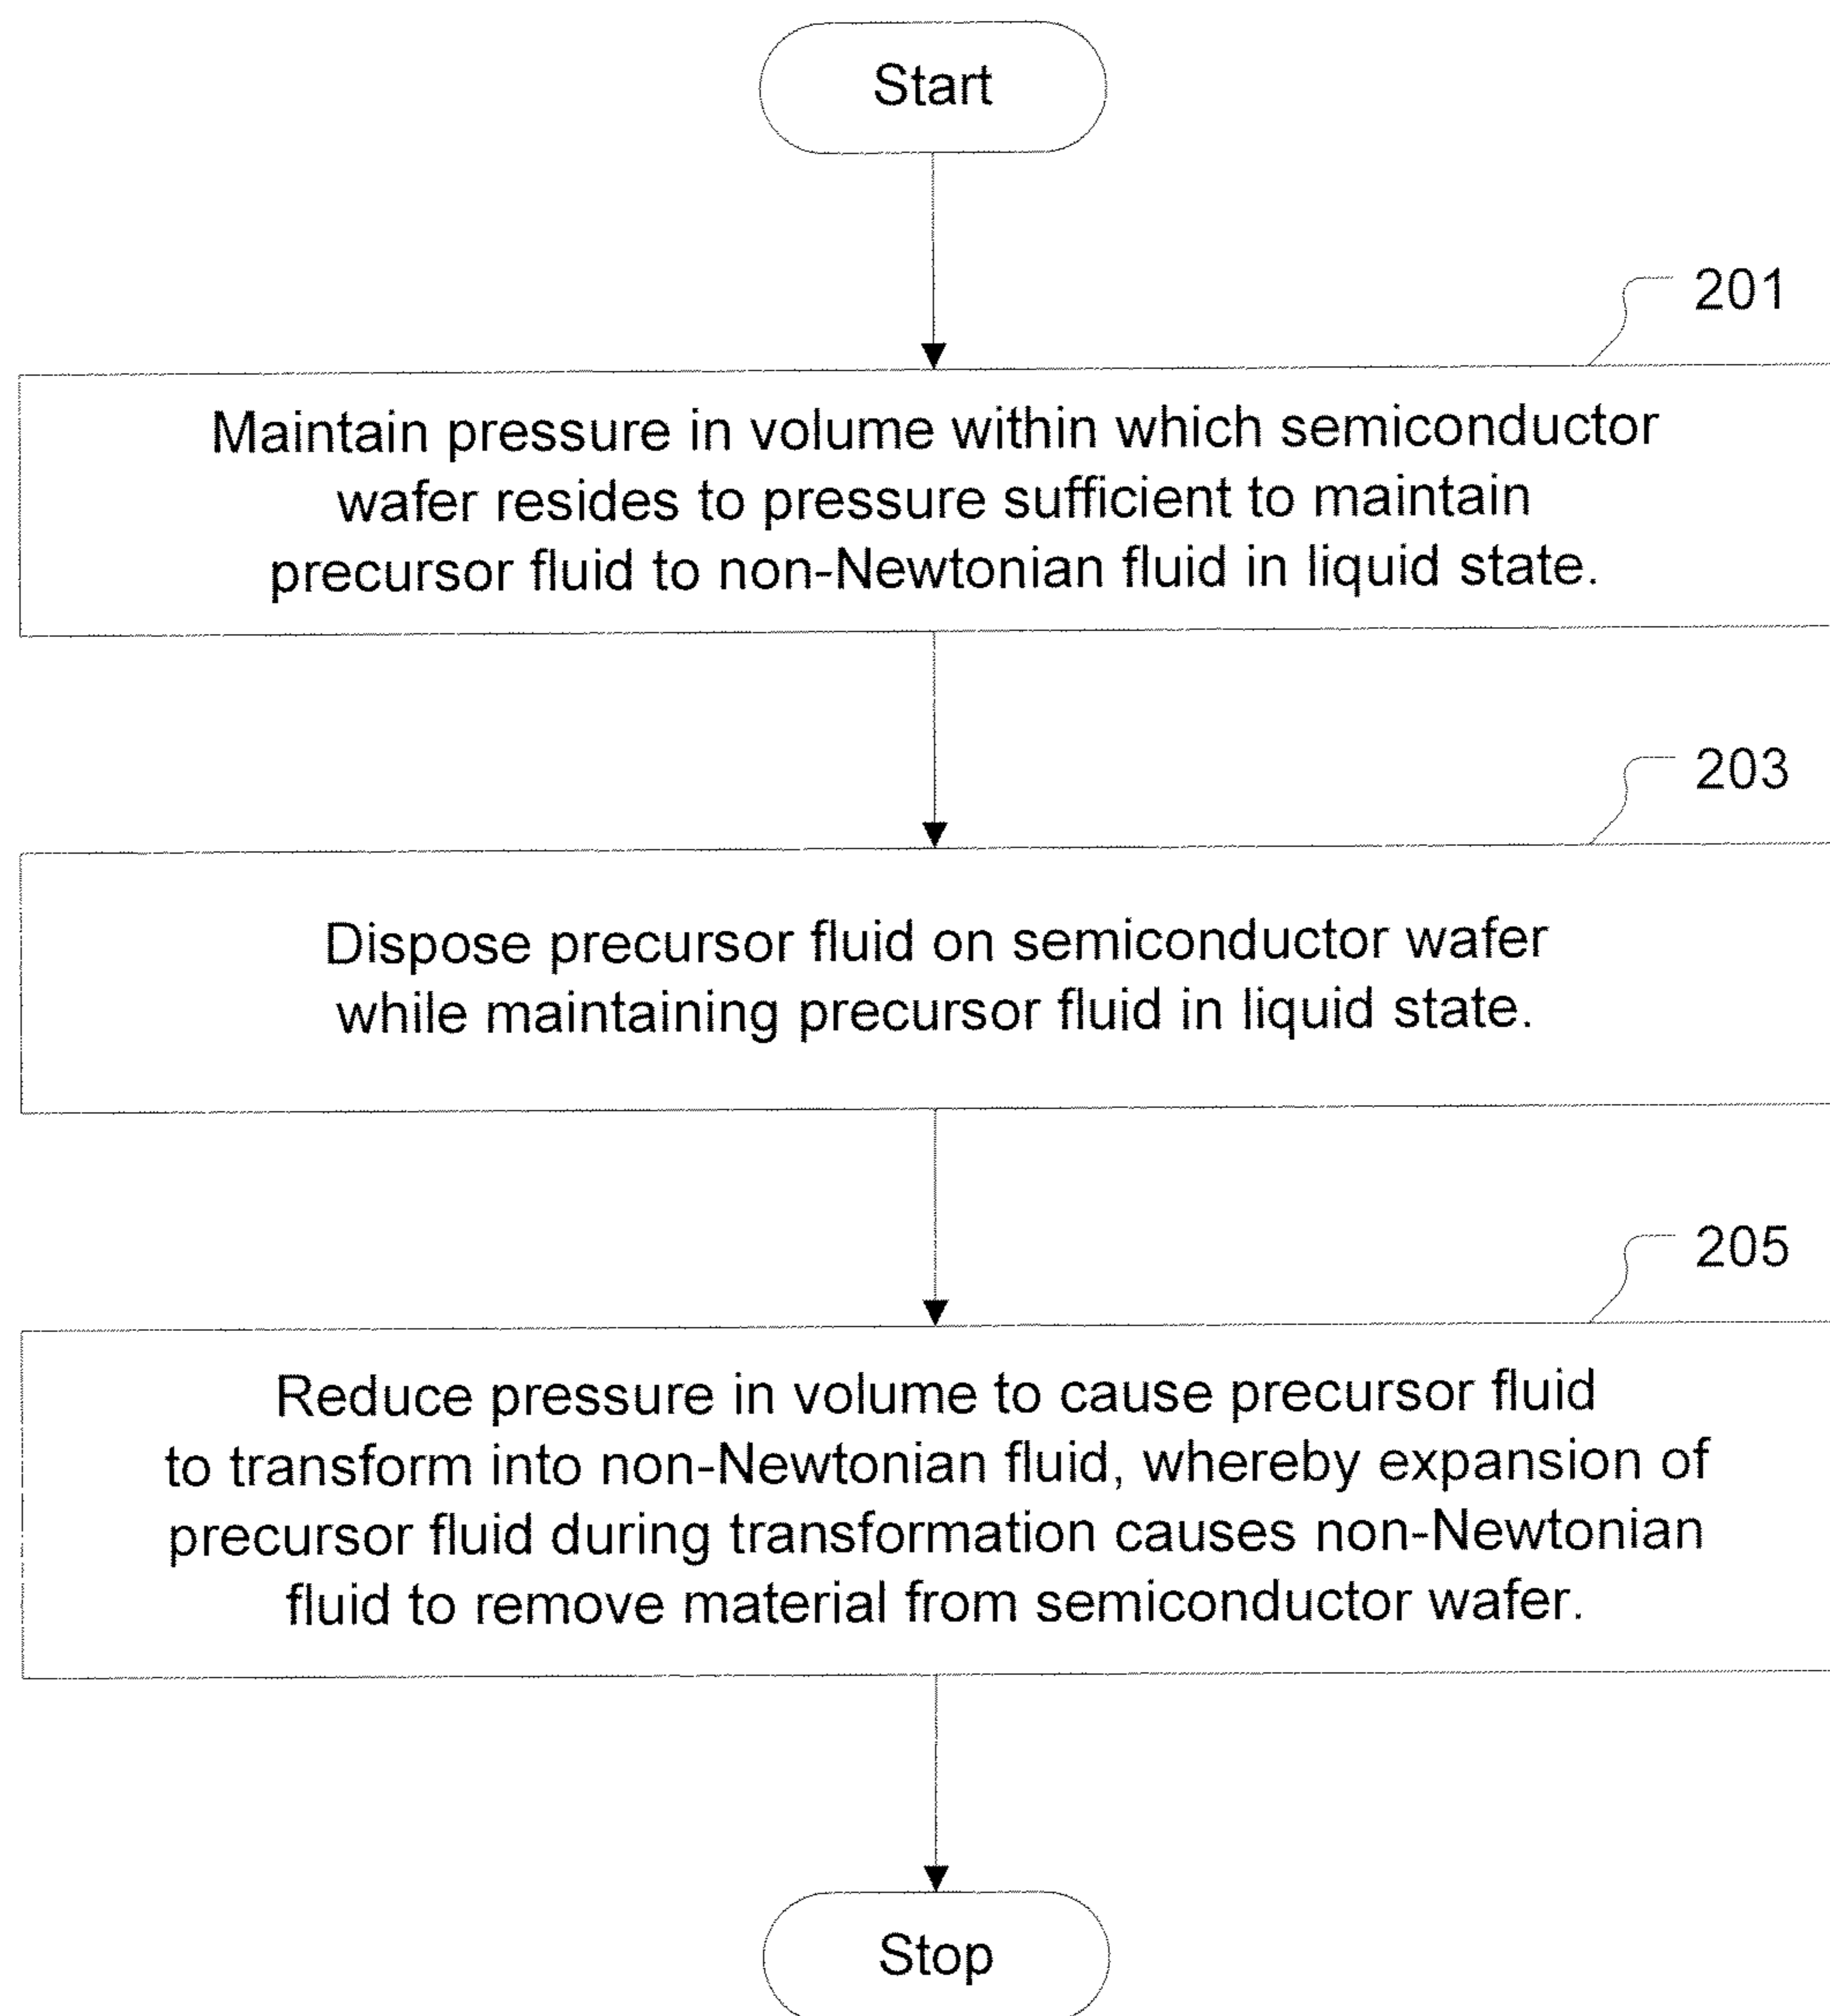 Start
201
Maintain pressure in volume within which semiconductor
wafer resides to pressure sufficient to maintain
precursor fluid to non-Newtonian fluid in liquid state.
203
Dispose precursor fluid on semiconductor wafer
while maintaining precursor fluid in liquid state.
205
Reduce pressure in volume to cause precursor fluid
to transform into non-Newtonian fluid, whereby expansion of
precursor fluid during transformation causes non-Newtonian
fluid to remove material from semiconductor wafer.
Stop